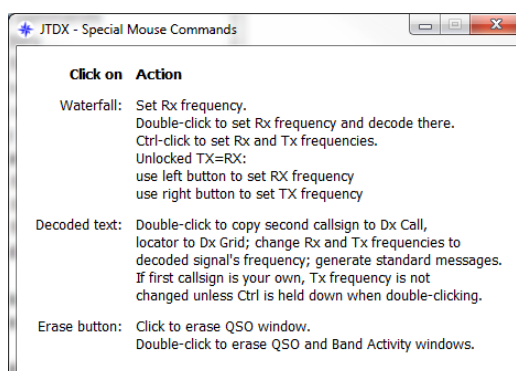 JTDX - Special Mouse Commands
Click on Action
Waterfall: Set Rx frequency.
Double-click to set Rx frequency and decode there.
Ctrl-click to set Rx and Tx frequencies.
Unlocked TX=RX:
use left button to set RX frequency
use right button to set TX frequency
Decoded text: Double-click to copy second callsign to Dx Call,
locator to Dx Grid; change Rx and Tx frequencies to
decoded signal's frequency; generate standard messages.
If first callsign is your own, Tx frequency is not
changed unless Ctrl is held down when double-clicking.
Erase button: Click to erase QSO window.
Double-click to erase QSO and Band Activity windows.